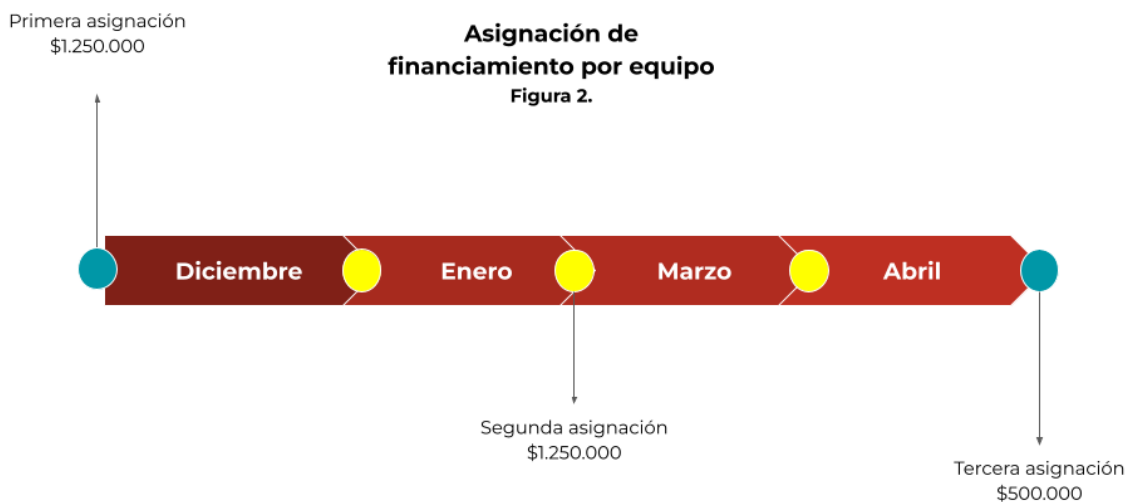 Primera asignación
$1.250.000
Asignación de
financiamiento por equipo
Figura 2.
Diciembre
Enero
Marzo
Abril
Segunda asignación
$1.250.000
Tercera asignación
$500.000